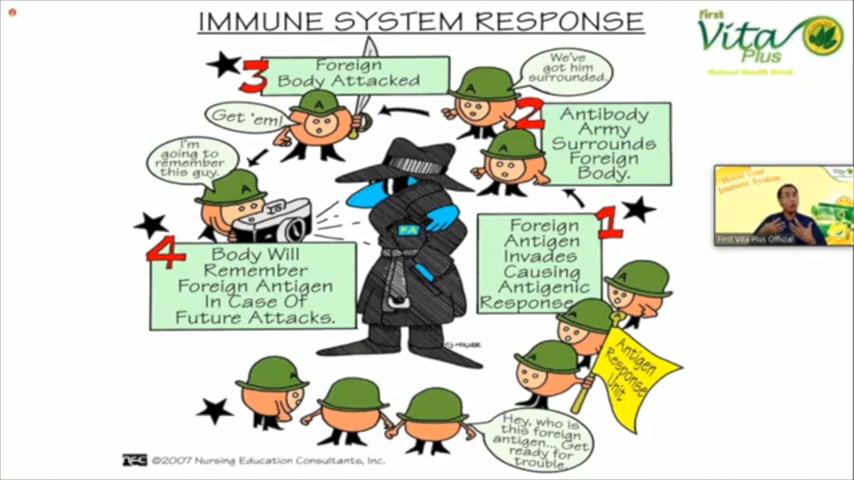 IMMUNE SYSTEM RESPONSE
First
Vita
Plus
Natural Health Drink
3
Foreign
Body Attacked
We've
got him
surrounded.
Get 'em!
2
Antibody
Army
Surrounds
Foreign
Body.
I'm
going to
remember
this guy.
A
A
A
A
FA
1
Foreign
Antigen
Invades
Causing
Antigenic
Response.
4
Body Will
Remember
Foreign Antigen
In Case Of
Future Attacks.
Boost Your
Immune System
First Vita Plus Official
A
A
A
Antigen
Response
Unit
A
Hey, who is
this foreign
antigen... Get
ready for
trouble.
NEC ©2007 Nursing Education Consultants, Inc.